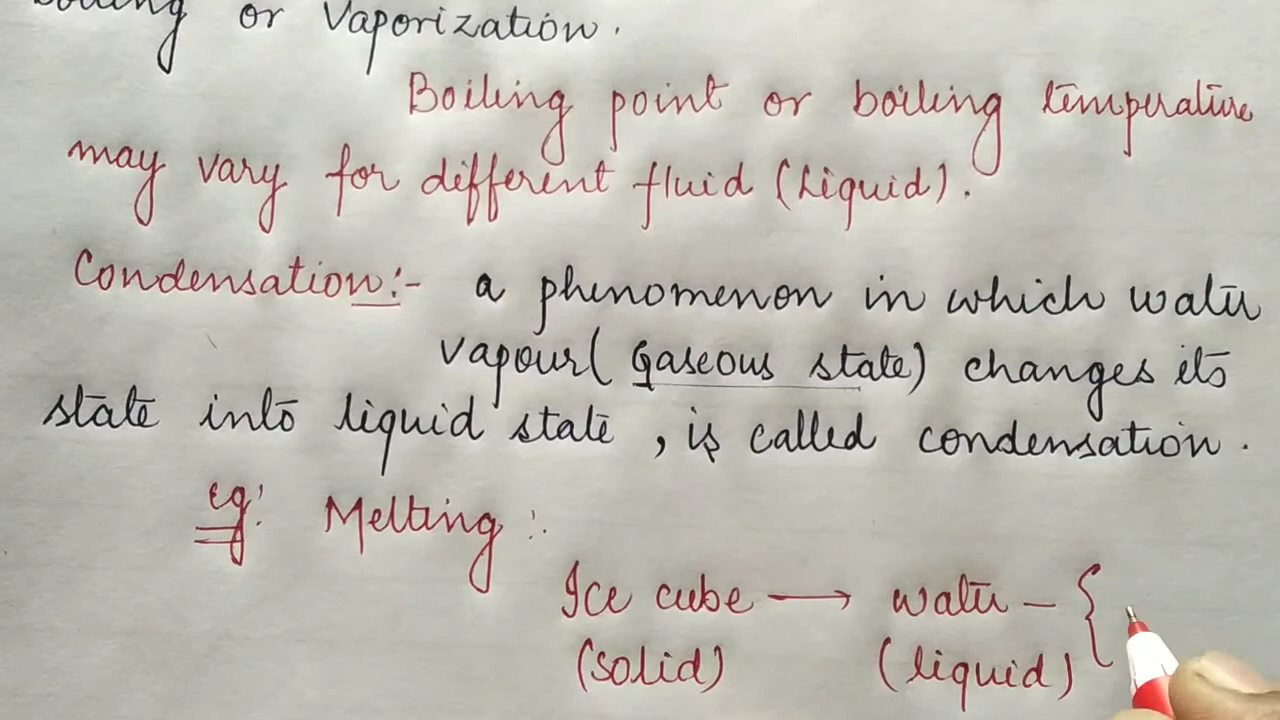 boiling or Vaporization.
Boiling point or boiling temperature
may vary for different fluid (Liquid).
Condensation:- a phenomenon in which water
vapour( Gaseous state) changes its
state into liquid state , is called condensation.
eg: Melting :
Ice cube → water – {
(solid) (liquid)